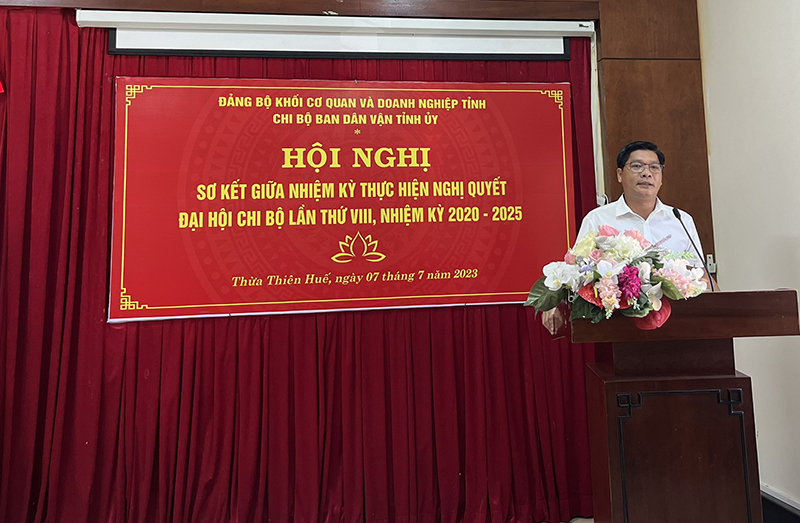 ĐẢNG BỘ KHỐI CƠ QUAN VÀ DOANH NGHIỆP TỈNH
CHI BỘ BAN DÂN VẬN TỈNH ỦY
*
HỘI NGHỊ
SƠ KẾT GIỮA NHIỆM KỲ THỰC HIỆN NGHỊ QUYẾT
ĐẠI HỘI CHI BỘ LẦN THỨ VIII, NHIỆM KỲ 2020 - 2025
Thừa Thiên Huế, ngày 07 tháng 7 năm 2023